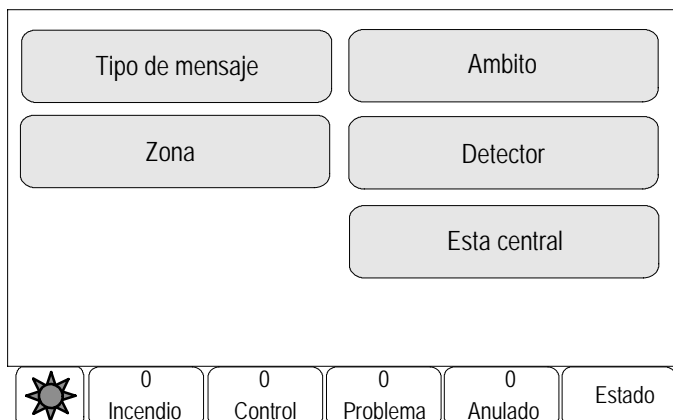 Tipo de mensaje
Ambito
Zona
Detector
Esta central
0
Incendio
0
Control
0
Problema
0
Anulado
Estado